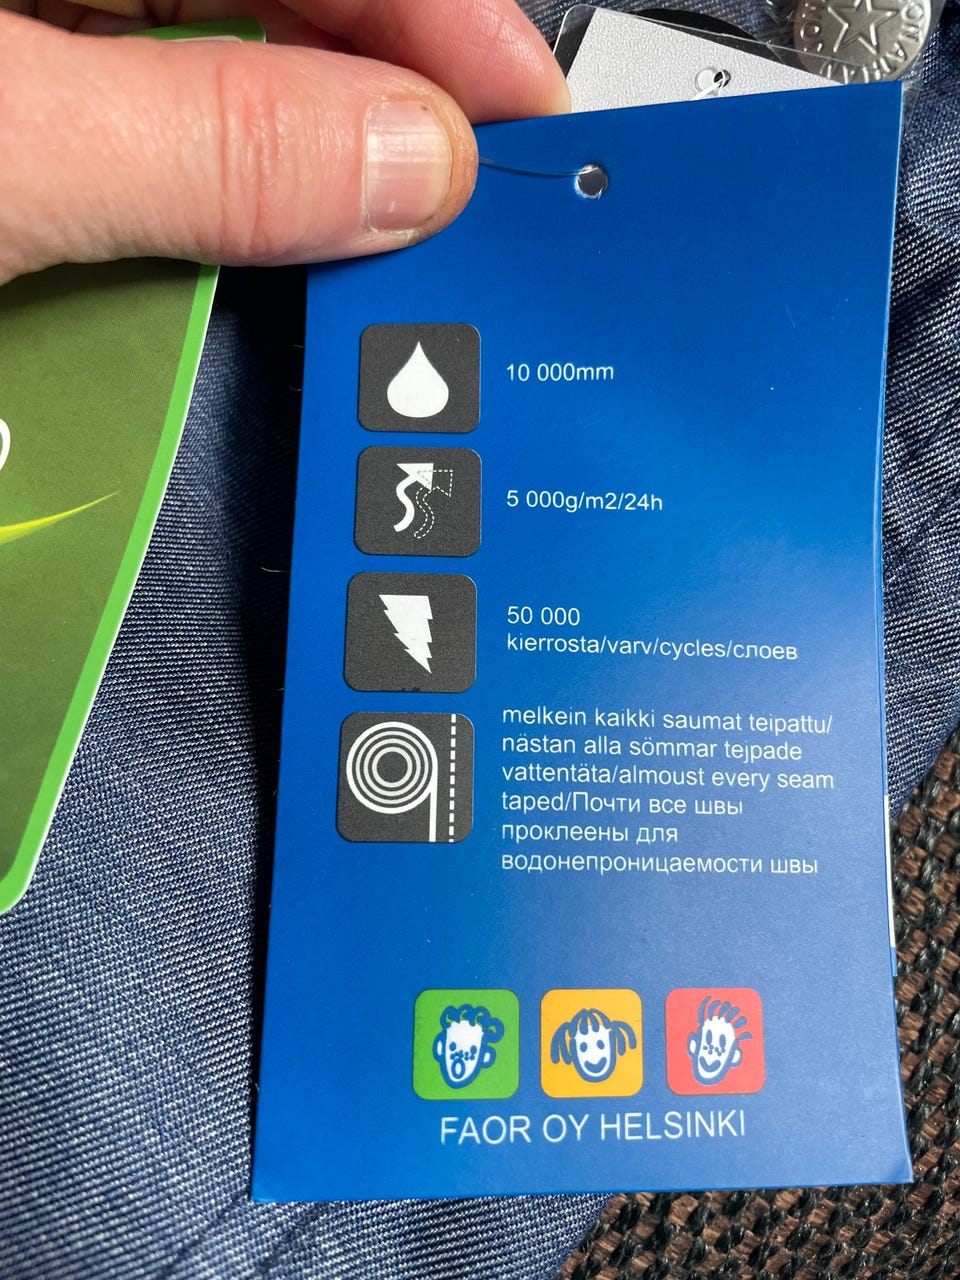 10 000mm
5 000g/m2/24h
50 000
kierrosta/varv/cycles/слоев
melkein kaikki saumat teipattu/
nästan alla sömmar tejpade
vattentäta/almoust every seam
taped/Почти все швы
проклеены для
водонепроницаемости швы
FAOR OY HELSINKI